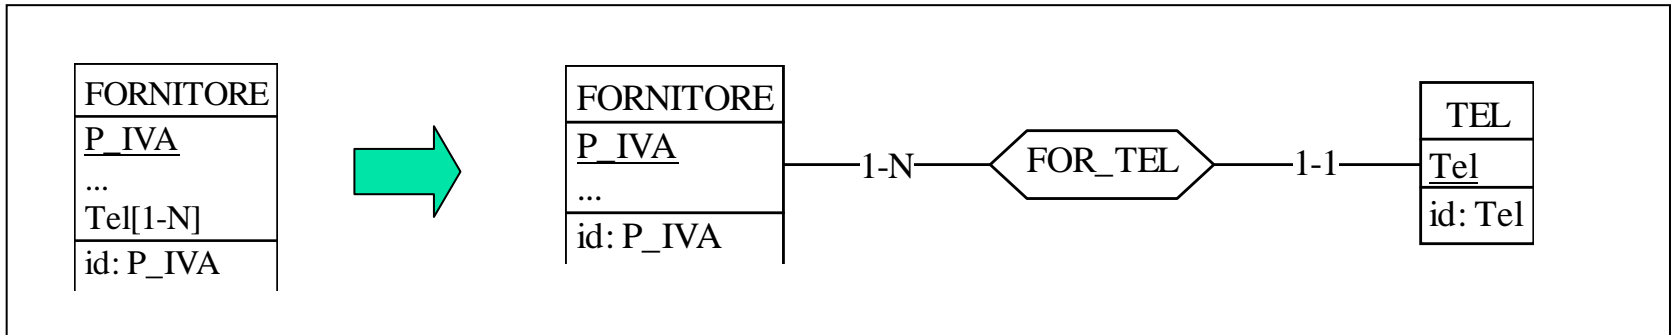 FORNITORE
P_IVA
...
Tel[1-N]
id: P_IVA
FORNITORE
P_IVA
...
id: P_IVA
1-N
FOR_TEL
1-1
TEL
Tel
id: Tel